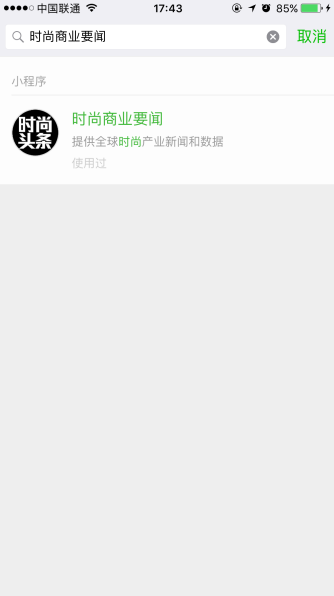 中国联通 17:43 85%
时尚商业要闻 取消
小程序
时尚
头条
时尚商业要闻
提供全球时尚产业新闻和数据
使用过